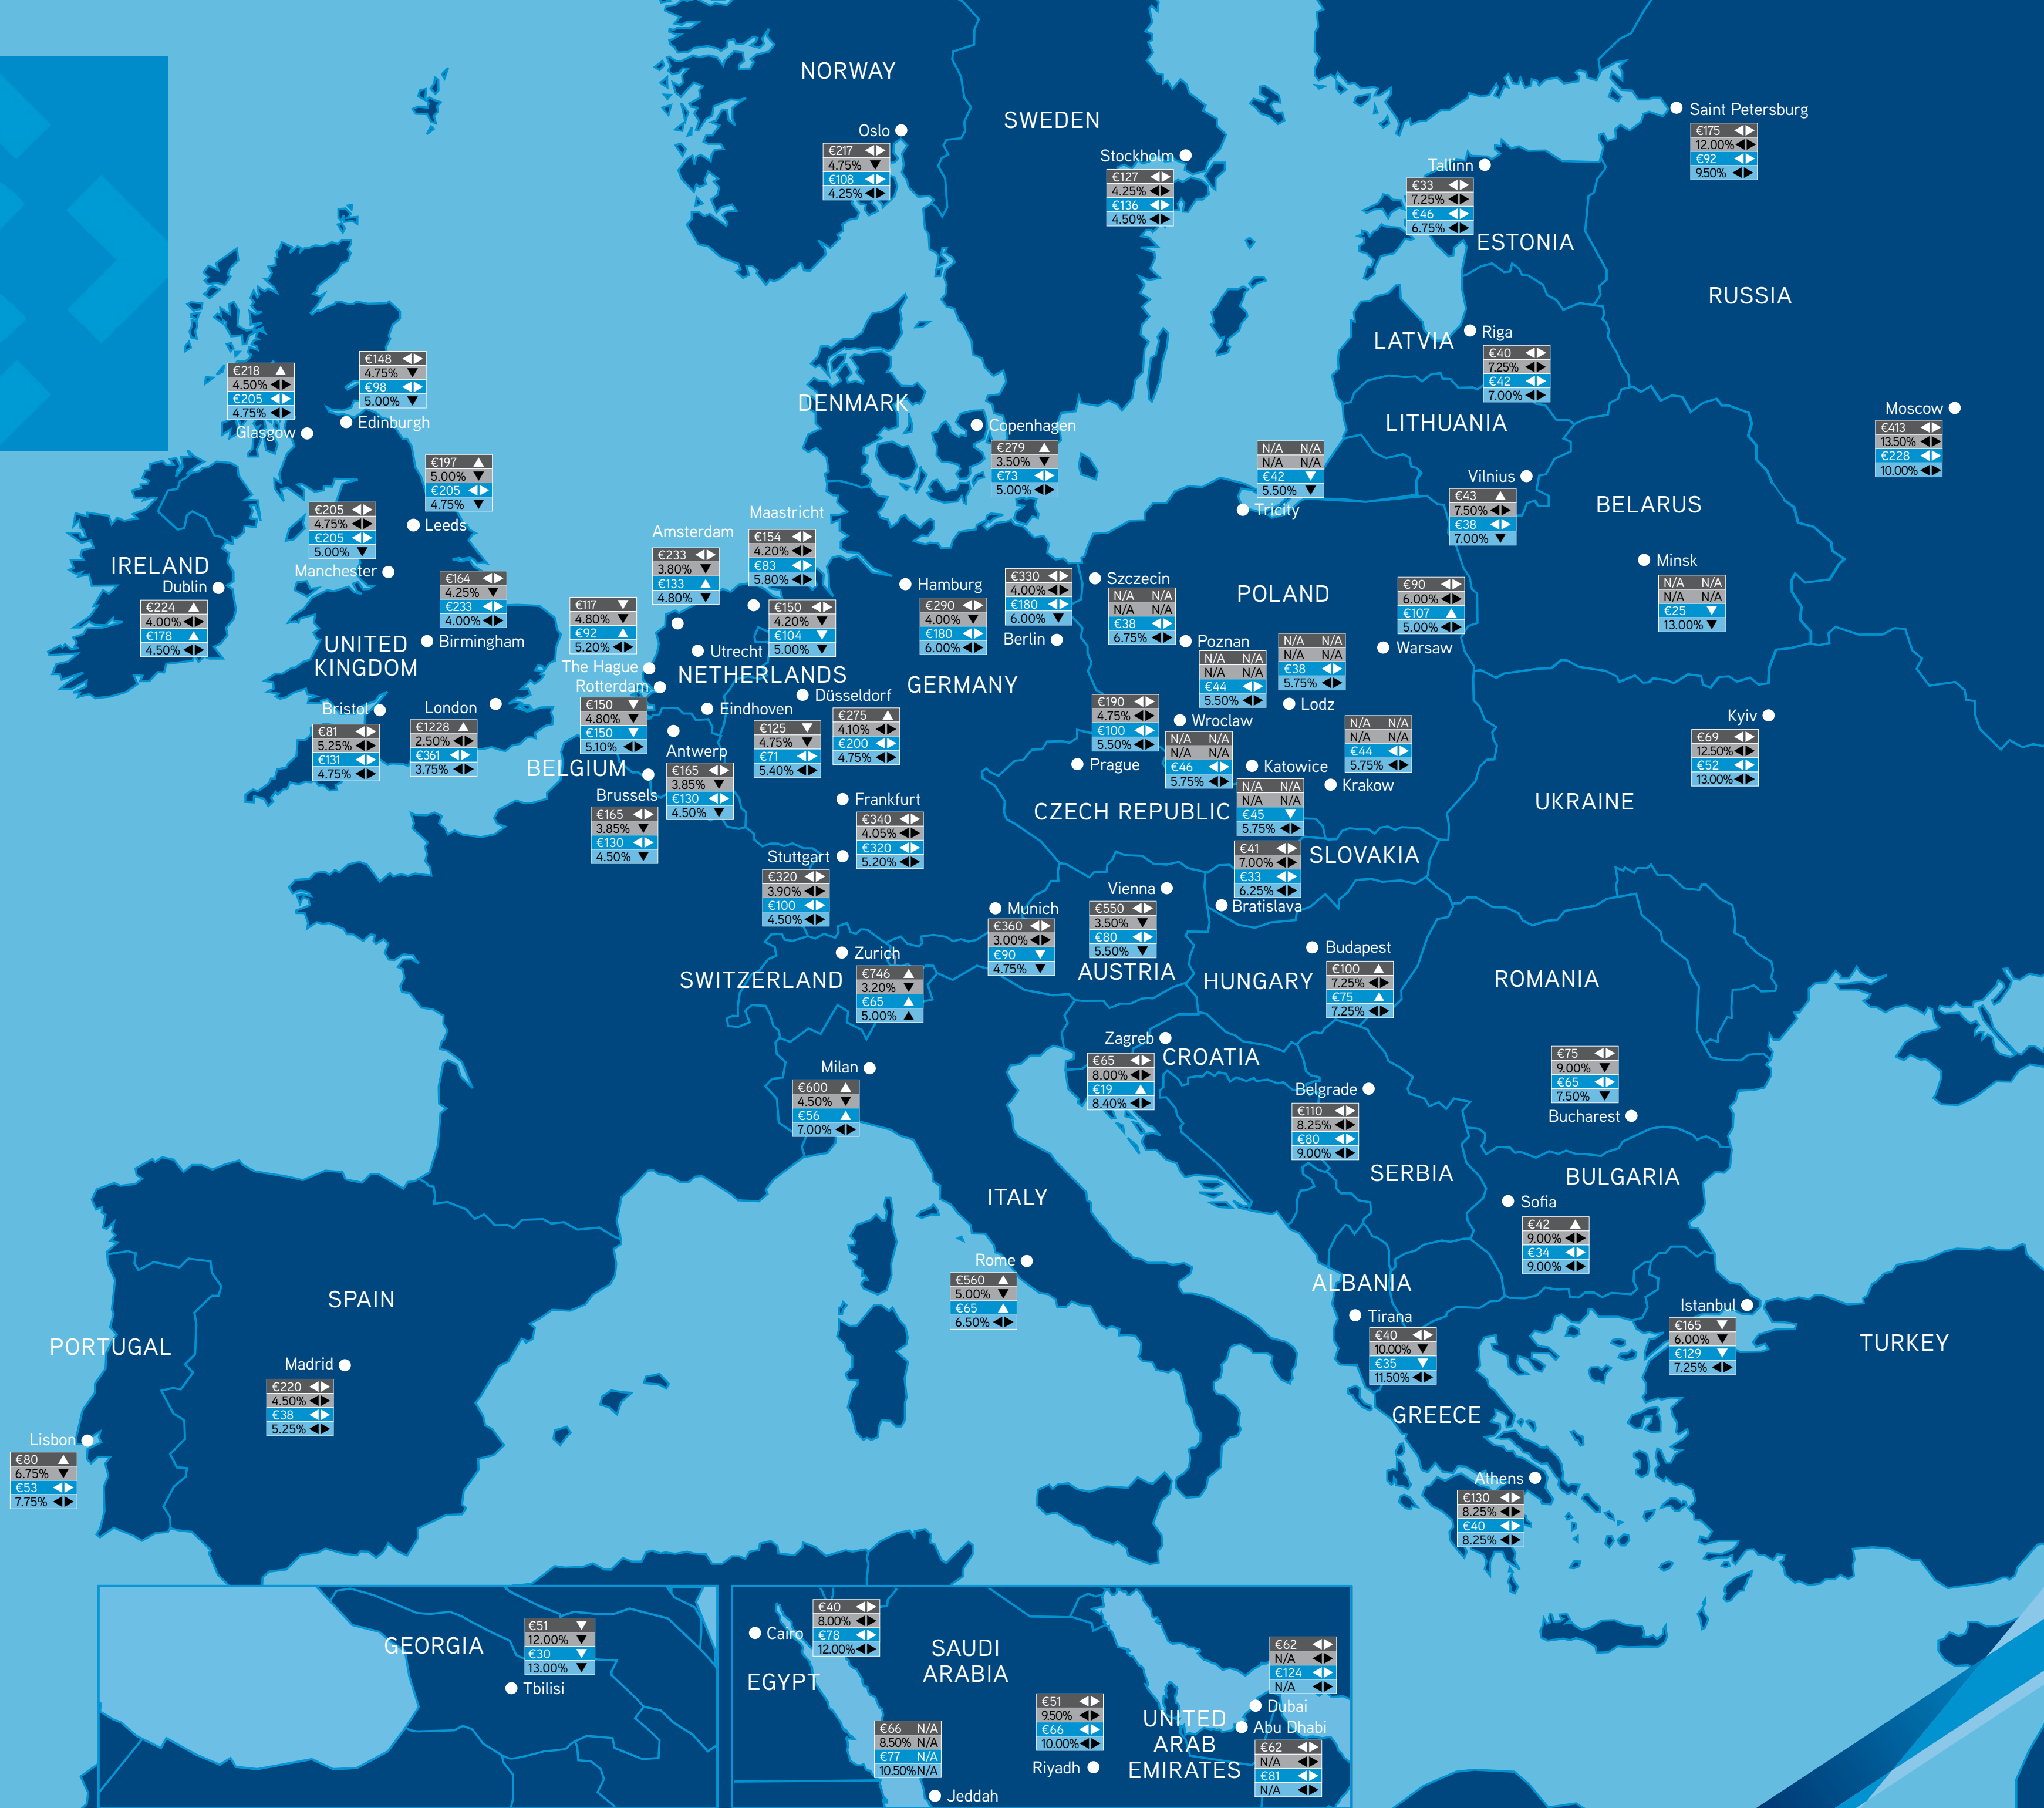 NORWAY
Oslo
€217
4.75%
€108
4.25%
SWEDEN
Stockholm
€127
4.25%
€136
4.50%
Saint Petersburg
€175
12.00%
€92
9.50%
Tallinn
€33
7.25%
€46
6.75%
ESTONIA
RUSSIA
LATVIA
Riga
€40
7.25%
€42
7.00%
Moscow
€413
13.50%
€228
10.00%
LITHUANIA
Vilnius
€43
7.50%
€38
7.00%
BELARUS
Minsk
N/A N/A
N/A N/A
€25
13.00%
€218
4.50%
€205
4.75%
Glasgow
€148
4.75%
€98
5.00%
Edinburgh
€197
5.00%
€205
4.75%
Leeds
€205
4.75%
€205
5.00%
Manchester
IRELAND
Dublin
€224
4.00%
€178
4.50%
€164
4.25%
€233
4.00%
Birmingham
UNITED
KINGDOM
Bristol
€81
5.25%
€131
4.75%
London
€1228
2.50%
€361
3.75%
DENMARK
Copenhagen
€279
3.50%
€73
5.00%
N/A N/A
N/A N/A
€42
5.50%
Tricity
Amsterdam
€233
3.80%
€133
4.80%
Maastricht
€154
4.20%
€83
5.80%
€117
4.80%
€92
5.20%
The Hague
€150
4.20%
€104
5.00%
Utrecht
NETHERLANDS
Rotterdam
€150
4.80%
€150
5.10%
Eindhoven
€125
4.75%
€71
5.40%
Düsseldorf
€275
4.10%
€200
4.75%
Hamburg
€290
4.00%
€180
6.00%
€330
4.00%
€180
6.00%
Berlin
GERMANY
BELGIUM
Antwerp
€165
3.85%
€130
4.50%
Brussels
€165
3.85%
€130
4.50%
Frankfurt
€340
4.05%
€320
5.20%
Stuttgart
€320
3.90%
€100
4.50%
Munich
€360
3.00%
€90
4.75%
Szczecin
N/A N/A
N/A N/A
€38
6.75%
POLAND
Poznan
N/A N/A
N/A N/A
€44
5.50%
N/A N/A
N/A N/A
€38
5.75%
Lodz
€90
6.00%
€107
5.00%
Warsaw
Wroclaw
N/A N/A
N/A N/A
€46
5.75%
N/A N/A
N/A N/A
€44
5.75%
Krakow
Katowice
N/A N/A
N/A N/A
€45
5.75%
€190
4.75%
€100
5.50%
Prague
CZECH REPUBLIC
Kyiv
€69
12.50%
€52
13.00%
UKRAINE
€41
7.00%
€33
6.25%
Bratislava
SLOVAKIA
Vienna
€550
3.50%
€80
5.50%
AUSTRIA
SWITZERLAND
Zurich
€746
3.20%
€65
5.00%
HUNGARY
Budapest
€100
7.25%
€75
7.25%
ROMANIA
€75
9.00%
€65
7.50%
Bucharest
Zagreb
€65
8.00%
€19
8.40%
CROATIA
Belgrade
€110
8.25%
€80
9.00%
SERBIA
Milan
€600
4.50%
€56
7.00%
ITALY
Rome
€560
5.00%
€65
6.50%
BULGARIA
Sofia
€42
9.00%
€34
9.00%
ALBANIA
Tirana
€40
10.00%
€35
11.50%
GREECE
Athens
€130
8.25%
€40
8.25%
Istanbul
€165
6.00%
€129
7.25%
TURKEY
SPAIN
Madrid
€220
4.50%
€38
5.25%
PORTUGAL
Lisbon
€80
6.75%
€53
7.75%
GEORGIA
€51
12.00%
€30
13.00%
Tbilisi
Cairo
€40
8.00%
€78
12.00%
EGYPT
SAUDI
ARABIA
€66 N/A
8.50% N/A
€77 N/A
10.50% N/A
Jeddah
€51
9.50%
€66
10.00%
Riyadh
UNITED
ARAB
EMIRATES
€62
N/A
€124
N/A
Dubai
Abu Dhabi
€62
N/A
€81
N/A